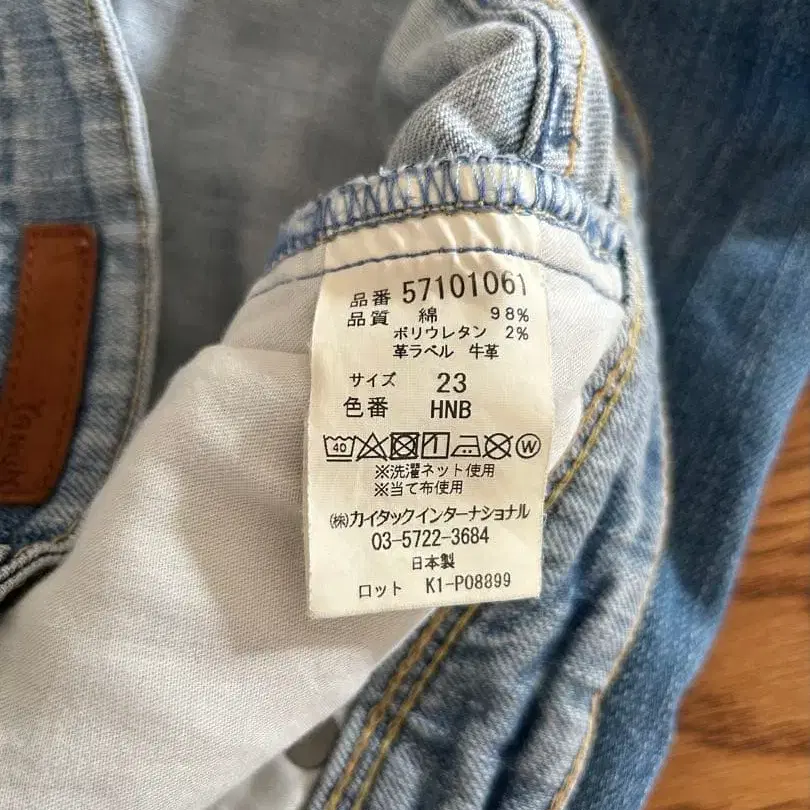 品番 57101061
品質 綿 98%
ポリウレタン 2%
革ラベル 牛革
サイズ 23
色番 HNB
40 W
※洗濯ネット使用
※当て布使用
㈱カイタックインターナショナル
03-5722-3684
日本製
ロット K1-P08899